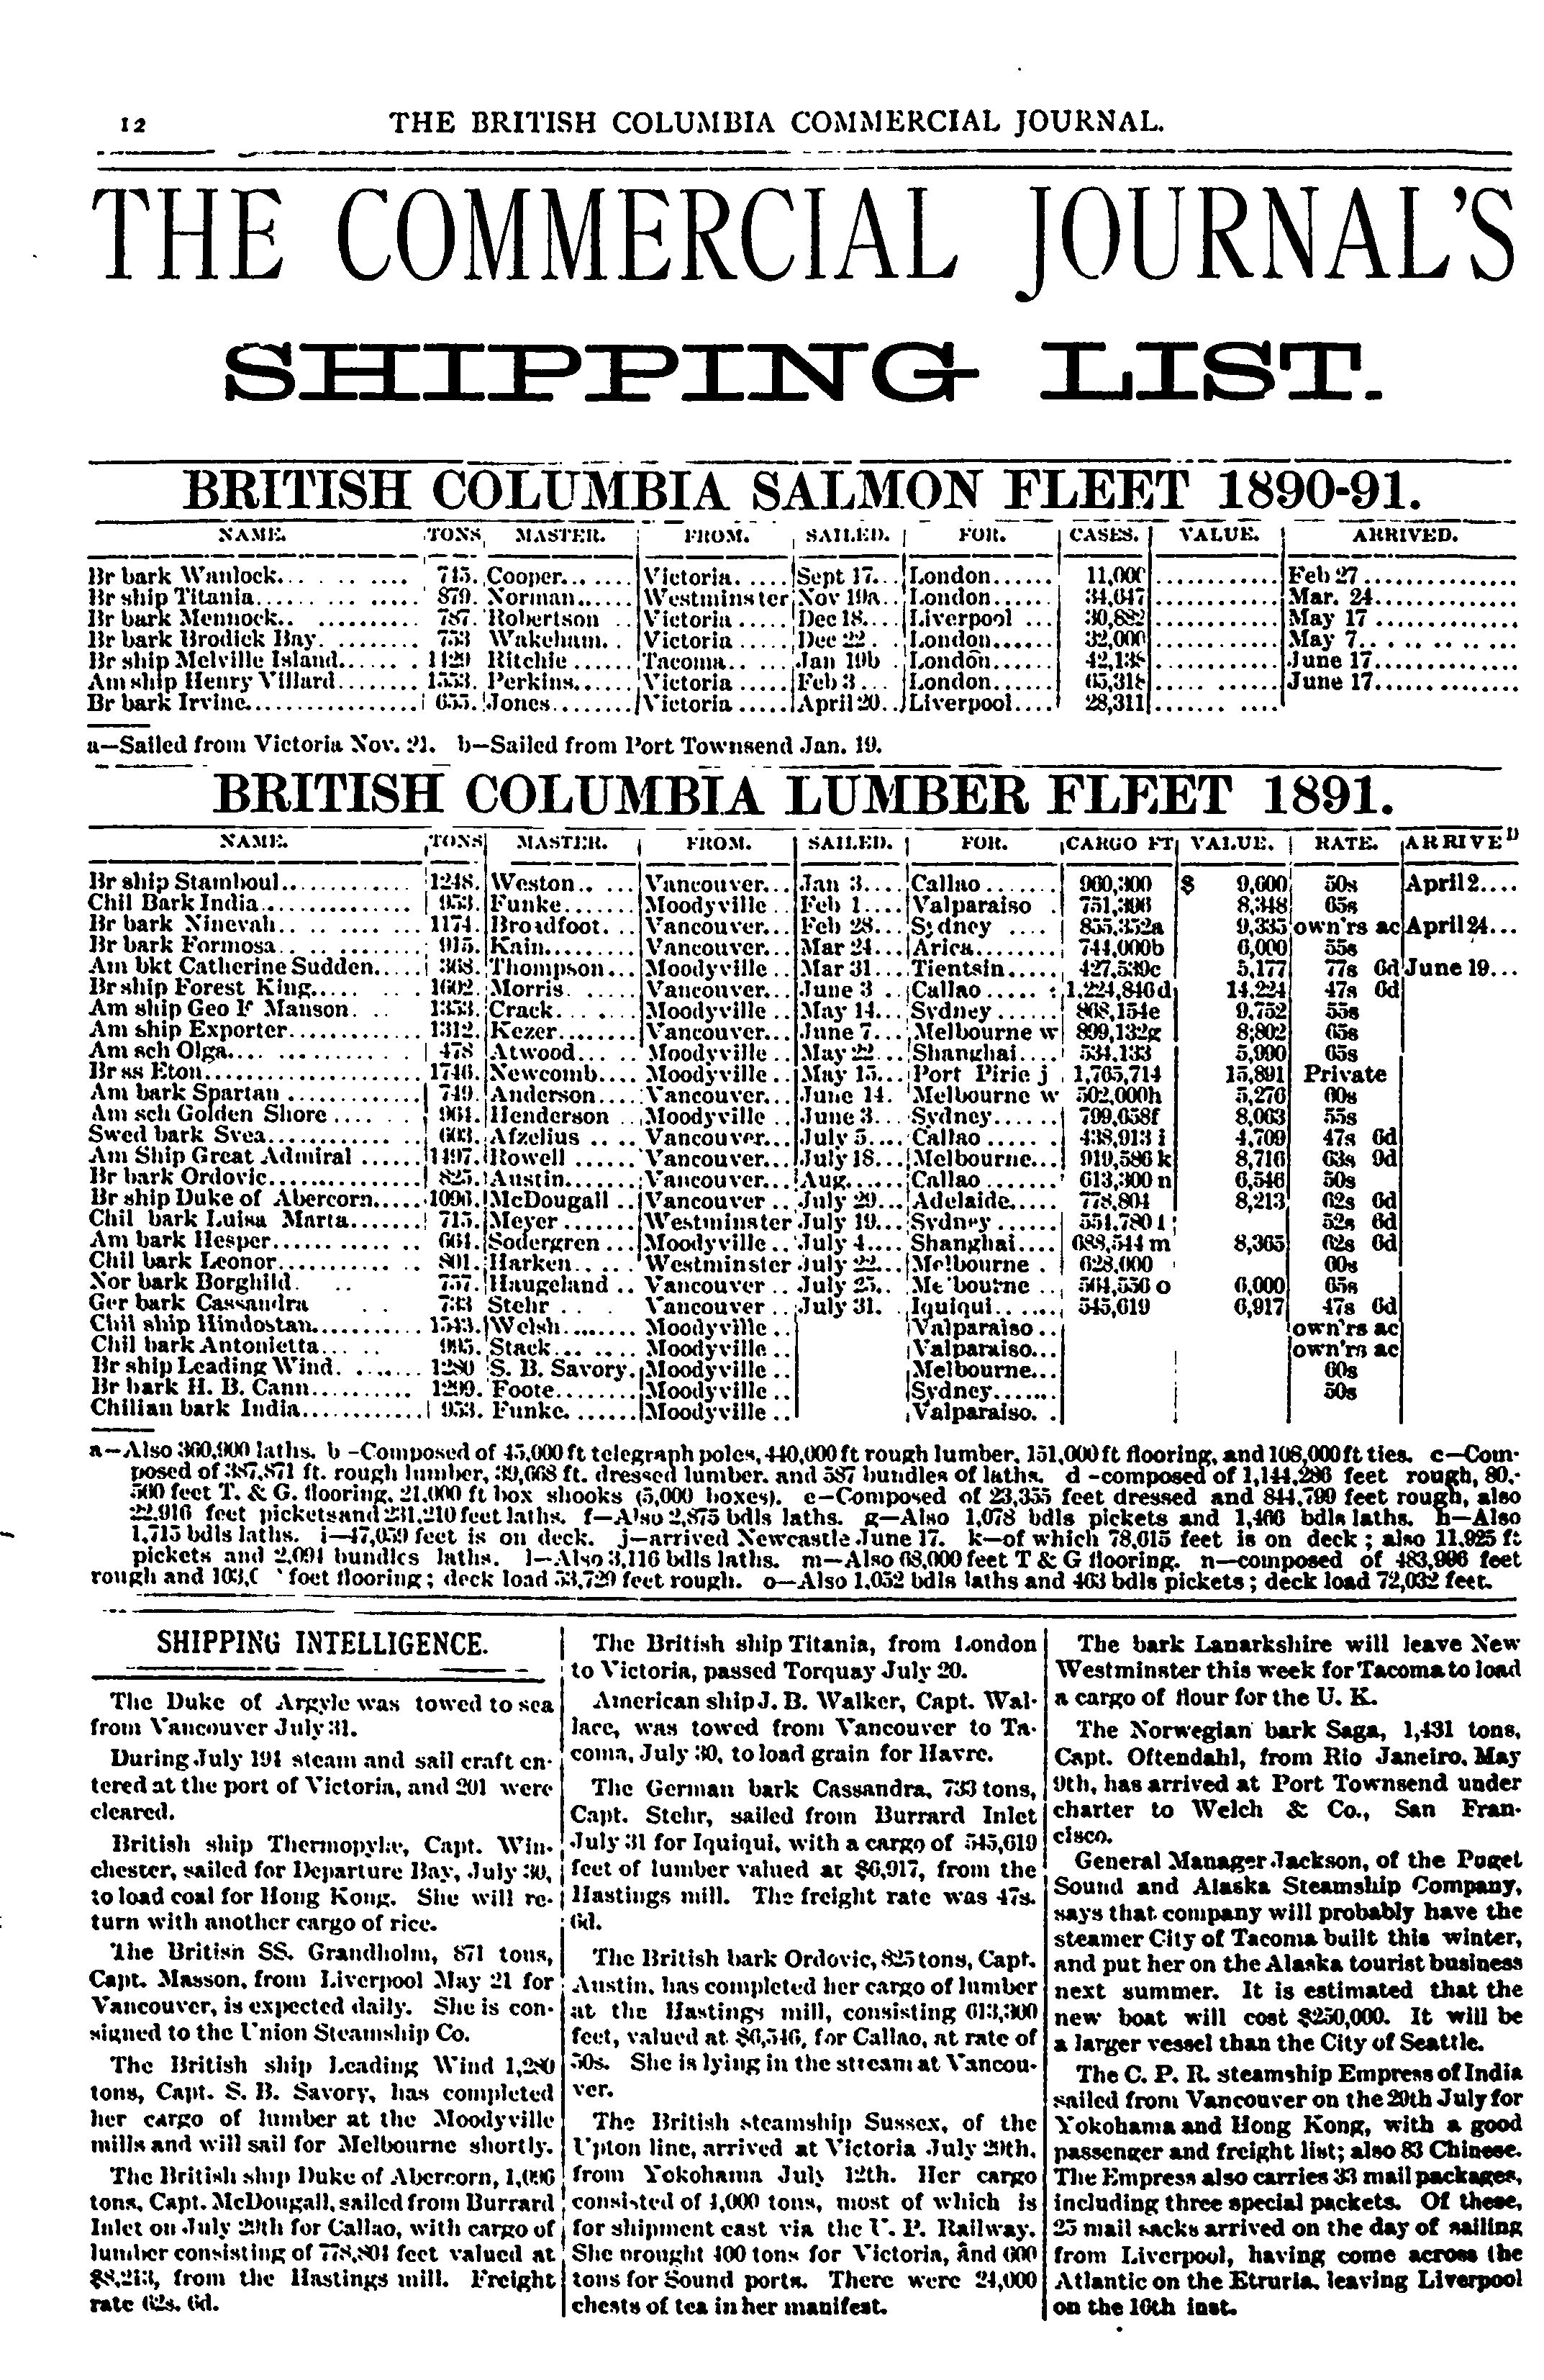 12 THE BRITISH COLUMBIA COMMERCIAL JOURNAL.
THE COMMERCIAL JOURNAL'S
SHIPPING LIST.
BRITISH COLUMBIA SALMON FLEET 1890-91.
NAME. TONS MASTER. FROM. SAILED. FOR. CASES. VALUE. ARRIVED.
Br bark Wanlock 745. Cooper Victoria Sept 17 London 11,000 Feb 27
Br ship Titania 879. Norman Westminster Nov 19a London 34,647 Mar. 24
Br bark Mennock 787. Robertson Victoria Dec 18 Liverpool 30,882 May 17
Br bark Brodick Bay 753 Wakeham Victoria Dec 22 London 32,000 May 7
Br ship Melville Island 1429 Ritchie Tacoma Jan 19b London 42,138 June 17
Am ship Henry Villard 1553. Perkins Victoria Feb 3 London 65,318 June 17
Br bark Irvine 655. Jones Victoria April 20 Liverpool 28,311
a—Sailed from Victoria Nov. 21. b—Sailed from Port Townsend Jan. 19.
BRITISH COLUMBIA LUMBER FLEET 1891.
NAME. TONS MASTER. FROM. SAILED. FOR. CARGO FT VALUE. RATE. ARRIVED
Br ship Stamboul 1248. Weston Vancouver Jan 3 Callao 960,300 $ 9,600 50s April 2
Chil Bark India 953. Funke Moodyville Feb 1 Valparaiso 751,396 8,348 65s
Br bark Ninevah 1174. Broadfoot Vancouver Feb 28 Sydney 855,352a 9,335 own'rs ac April 24
Br bark Formosa 915. Kain Vancouver Mar 24 Arica 744,000b 6,000 55s
Am bkt Catherine Sudden 368. Thompson Moodyville Mar 31 Tientsin 427,539c 5,177 77s 6d June 19
Br ship Forest King 1602. Morris Vancouver June 3 Callao 1,224,846d 14,224 47s 6d
Am ship Geo F Manson 1353. Crack Moodyville May 14 Sydney 868,154e 9,752 55s
Am ship Exporter 1312. Kezer Vancouver June 7 Melbourne w 899,132g 8,802 65s
Am sch Olga 478 Atwood Moodyville May 22 Shanghai 534,133 5,990 65s
Br ss Eton 1746. Newcomb Moodyville May 15 Port Pirie j 1,765,714 15,891 Private
Am bark Spartan 749. Anderson Vancouver June 14. Melbourne w 502,000h 5,276 60s
Am sch Golden Shore 964. Henderson Moodyville June 3 Sydney 799,058f 8,063 55s
Swed bark Svea 603. Afzelius Vancouver July 5 Callao 438,913 i 4,709 47s 6d
Am Ship Great Admiral 1497. Rowell Vancouver July 18 Melbourne 919,586 k 8,716 63s 9d
Br bark Ordovic 825. Austin Vancouver Aug Callao 613,300 n 6,546 50s
Br ship Duke of Abercorn 1096. McDougall Vancouver July 29 Adelaide 778,804 8,213 62s 6d
Chil bark Luisa Marta 715. Meyer Westminster July 19 Sydney 551,780 l 52s 6d
Am bark Hesper 664. Sodergren Moodyville July 4 Shanghai 688,544 m 8,365 62s 6d
Chil bark Leonor 801. Harken Westminster July 22 Melbourne 628,000 60s
Nor bark Borghild 757. Haugeland Vancouver July 25 Melbourne 564,556 o 6,000 65s
Ger bark Cassandra 733 Stehr Vancouver July 31. Iquiqui 545,619 6,917 47s 6d
Chil ship Hindostan 1543. Welsh Moodyville Valparaiso own'rs ac
Chil bark Antonietta 995. Stack Moodyville Valparaiso own'rs ac
Br ship Leading Wind 1280 S. B. Savory. Moodyville Melbourne 60s
Br bark H. B. Cann 1299. Foote Moodyville Sydney 50s
Chilian bark India 953. Funke Moodyville Valparaiso.
a—Also 360,900 laths. b—Composed of 45,000 ft telegraph poles, 440,000 ft rough lumber, 151,000 ft flooring, and 108,000 ft ties. c—Com-
posed of 387,871 ft. rough lumber, 39,668 ft. dressed lumber. and 587 bundles of laths. d-composed of 1,144,286 feet rough, 80,-
560 feet T. & G. flooring, 21,000 ft box shooks (5,000 boxes). e—Composed of 23,355 feet dressed and 844,799 feet rough, also
22,916 feet pickets and 231,210 feet laths. f—Also 2,875 bdls laths. g—Also 1,078 bdls pickets and 1,466 bdls laths. h—Also
1,715 bdls laths. i—47,059 feet is on deck. j—arrived Newcastle June 17. k—of which 78,015 feet is on deck; also 11,925 ft
pickets and 2,094 bundles laths. l—Also 3,116 bdls laths. m—Also 68,000 feet T & G flooring. n—composed of 483,996 feet
rough and foot flooring; deck load 53,729 feet rough. o—Also 1,052 bdls laths and 463 bdls pickets; deck load 72,032 feet.
SHIPPING INTELLIGENCE.
The Duke of Argyle was towed to sea
from Vancouver July 31.
During July 194 steam and sail craft en-
tered at the port of Victoria, and 201 were
cleared.
British ship Thermopylæ, Capt. Win-
chester, sailed for Departure Bay, July 30,
to load coal for Hong Kong. She will re-
turn with another cargo of rice.
The British SS. Grandholm, 871 tons,
Capt. Masson, from Liverpool May 21 for
Vancouver, is expected daily. She is con-
signed to the Union Steamship Co.
The British ship Leading Wind 1,280
tons, Capt. S. B. Savory, has completed
her cargo of lumber at the Moodyville
mills and will sail for Melbourne shortly.
The British ship Duke of Abercorn, 1,096
tons, Capt. McDougall, sailed from Burrard
Inlet on July 29th for Callao, with cargo of
lumber consisting of 778,804 feet valued at
$8,213, from the Hastings mill. Freight
rate 62s. 6d.
The British ship Titania, from London
to Victoria, passed Torquay July 20.
American ship J. B. Walker, Capt. Wal-
lace, was towed from Vancouver to Ta-
coma, July 30, to load grain for Havre.
The German bark Cassandra, 733 tons,
Capt. Stehr, sailed from Burrard Inlet
July 31 for Iquiqui, with a cargo of 545,619
feet of lumber valued at $6,917, from the
Hastings mill. The freight rate was 47s.
6d.
The British bark Ordovic, 825 tons, Capt.
Austin, has completed her cargo of lumber
at the Hastings mill, consisting 613,300
feet, valued at $6,546, for Callao, at rate of
50s. She is lying in the stream at Vancou-
ver.
The British steamship Sussex, of the
Upton line, arrived at Victoria July 29th,
from Yokohama July 12th. Her cargo
consisted of 4,000 tons, most of which is
for shipment east via the U. P. Railway.
She brought 400 tons for Victoria, and 600
tons for Sound ports. There were 24,000
chests of tea in her manifest.
The bark Lanarkshire will leave New
Westminster this week for Tacoma to load
a cargo of flour for the U. K.
The Norwegian bark Saga, 1,431 tons,
Capt. Oftendahl, from Rio Janeiro, May
9th, has arrived at Port Townsend under
charter to Welch & Co., San Fran-
cisco.
General Manager Jackson, of the Puget
Sound and Alaska Steamship Company,
says that company will probably have the
steamer City of Tacoma built this winter,
and put her on the Alaska tourist business
next summer. It is estimated that the
new boat will cost $250,000. It will be
a larger vessel than the City of Seattle.
The C. P. R. steamship Empress of India
sailed from Vancouver on the 29th July for
Yokohama and Hong Kong, with a good
passenger and freight list; also 83 Chinese.
The Empress also carries 33 mail packages,
including three special packets. Of these,
25 mail sacks arrived on the day of sailing
from Liverpool, having come across the
Atlantic on the Etruria, leaving Liverpool
on the 16th inst.